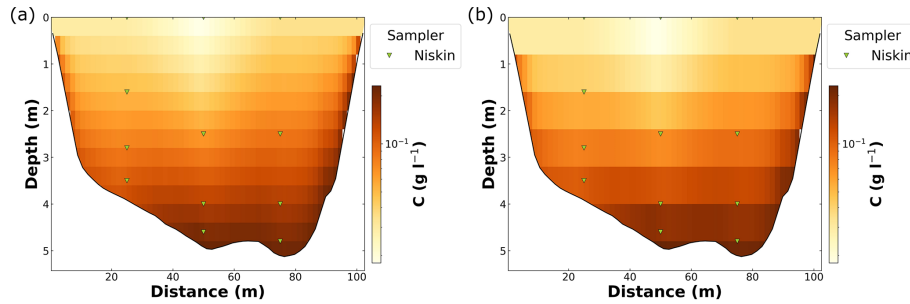 (a)
0
1
2
3
4
5
Depth (m)
20
40
60
80
100
Distance (m)
Sampler
Niskin
10⁻¹
C (g l⁻¹)
(b)
0
1
2
3
4
5
Depth (m)
20
40
60
80
100
Distance (m)
Sampler
Niskin
10⁻¹
C (g l⁻¹)